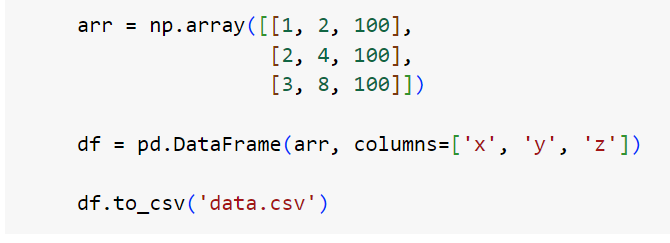 arr = np.array([[1, 2, 100],
                [2, 4, 100],
                [3, 8, 100]])
df = pd.DataFrame(arr, columns=['x', 'y', 'z'])
df.to_csv('data.csv')